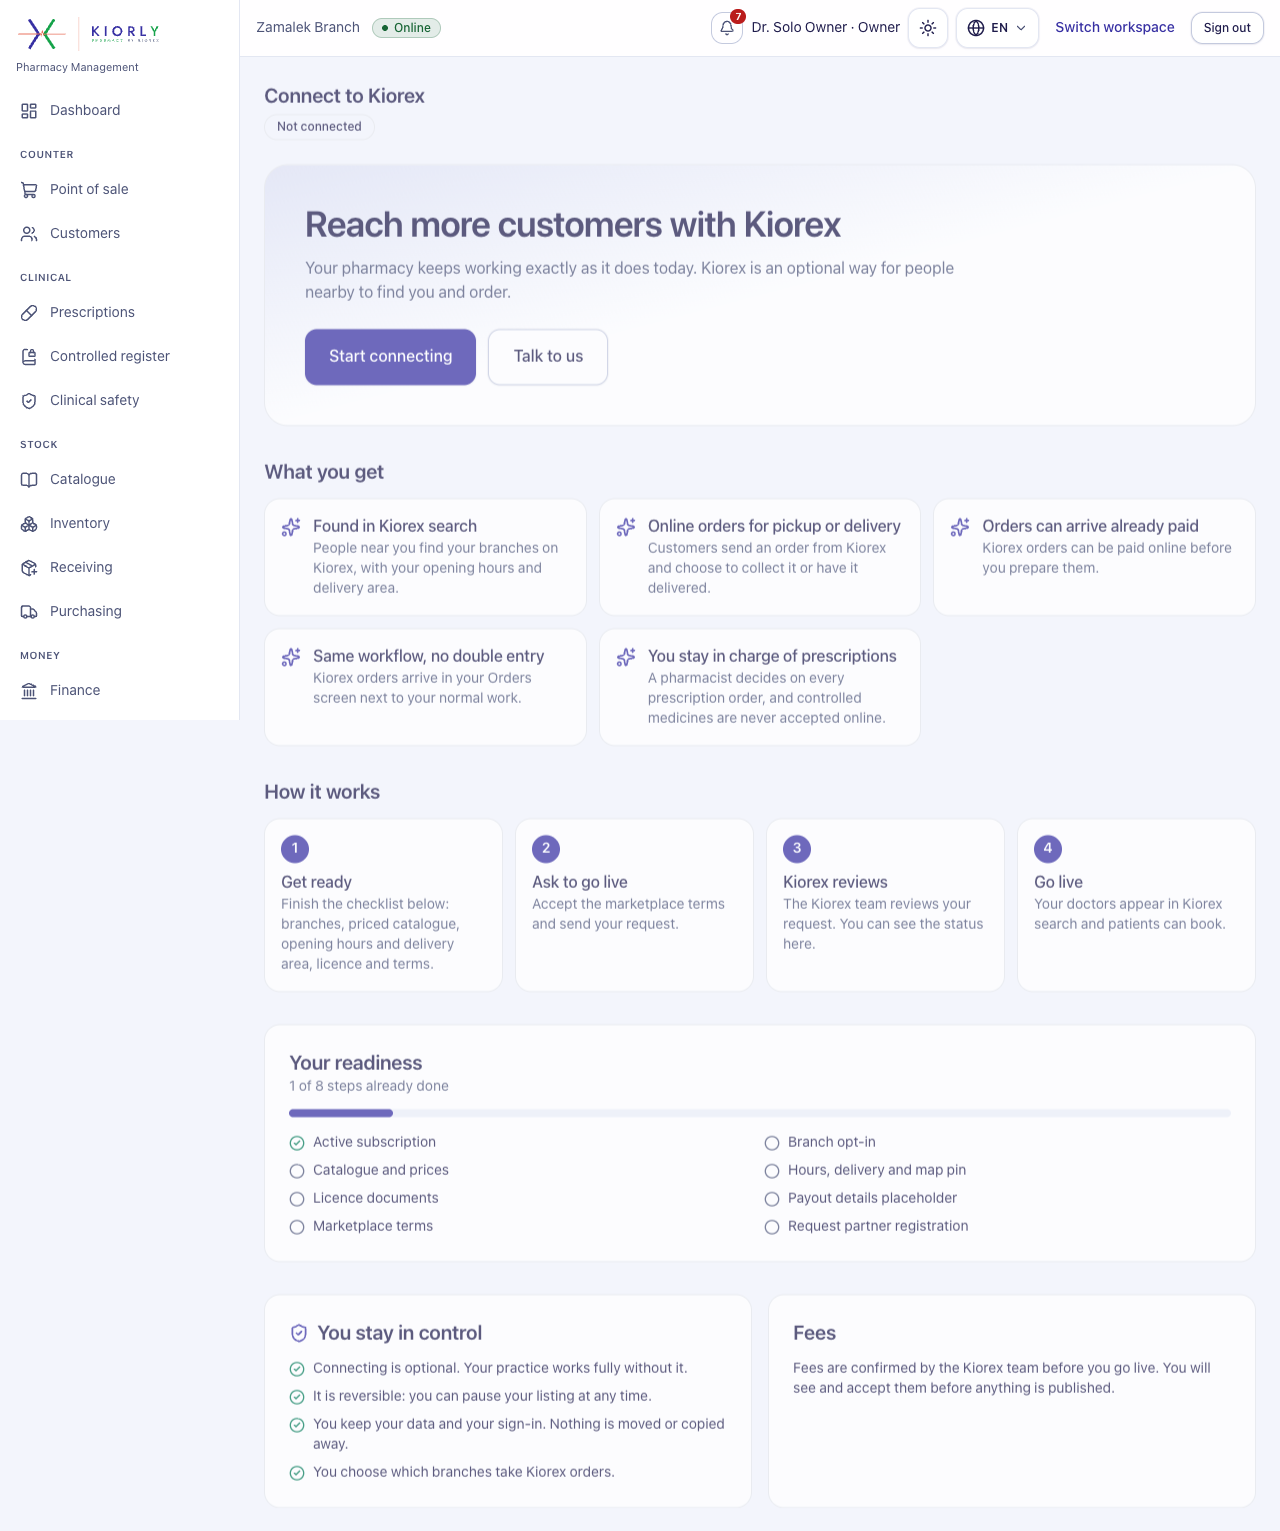 KIORLY
PHARMACY BY KIOREX
Pharmacy Management
Dashboard
COUNTER
Point of sale
Customers
CLINICAL
Prescriptions
Controlled register
Clinical safety
STOCK
Catalogue
Inventory
Receiving
Purchasing
MONEY
Finance
Zamalek Branch
Online
7
Dr. Solo Owner · Owner
EN
Switch workspace
Sign out
Connect to Kiorex
Not connected
Reach more customers with Kiorex
Your pharmacy keeps working exactly as it does today. Kiorex is an optional way for people
nearby to find you and order.
Start connecting
Talk to us
What you get
Found in Kiorex search
People near you find your branches on
Kiorex, with your opening hours and
delivery area.
Online orders for pickup or delivery
Customers send an order from Kiorex
and choose to collect it or have it
delivered.
Orders can arrive already paid
Kiorex orders can be paid online before
you prepare them.
Same workflow, no double entry
Kiorex orders arrive in your Orders
screen next to your normal work.
You stay in charge of prescriptions
A pharmacist decides on every
prescription order, and controlled
medicines are never accepted online.
How it works
1
Get ready
Finish the checklist below:
branches, priced catalogue,
opening hours and delivery
area, licence and terms.
2
Ask to go live
Accept the marketplace terms
and send your request.
3
Kiorex reviews
The Kiorex team reviews your
request. You can see the status
here.
4
Go live
Your doctors appear in Kiorex
search and patients can book.
Your readiness
1 of 8 steps already done
Active subscription
Branch opt-in
Catalogue and prices
Hours, delivery and map pin
Licence documents
Payout details placeholder
Marketplace terms
Request partner registration
You stay in control
Connecting is optional. Your practice works fully without it.
It is reversible: you can pause your listing at any time.
You keep your data and your sign-in. Nothing is moved or copied
away.
You choose which branches take Kiorex orders.
Fees
Fees are confirmed by the Kiorex team before you go live. You will
see and accept them before anything is published.